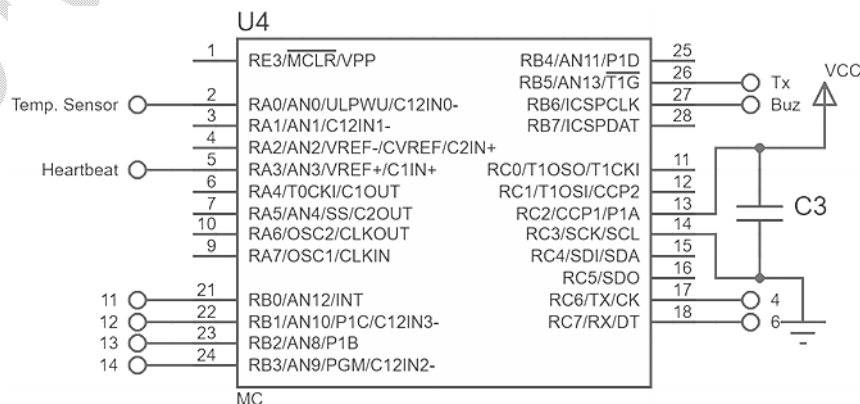 U4
1 RE3/MCLR/VPP RB4/AN11/P1D 25
RB5/AN13/T1G 26 Tx
VCC
Temp. Sensor 2 RA0/AN0/ULPWU/C12IN0- RB6/ICSPCLK 27 Buz
3 RA1/AN1/C12IN1- RB7/ICSPDAT 28
4 RA2/AN2/VREF-/CVREF/C2IN+
Heartbeat 5 RA3/AN3/VREF+/C1IN+ RC0/T1OSO/T1CKI 11
6 RA4/T0CKI/C1OUT RC1/T1OSI/CCP2 12
7 RA5/AN4/SS/C2OUT RC2/CCP1/P1A 13 C3
10 RA6/OSC2/CLKOUT RC3/SCK/SCL 14
9 RA7/OSC1/CLKIN RC4/SDI/SDA 15
RC5/SDO 16
11 21 RB0/AN12/INT RC6/TX/CK 17 4
12 22 RB1/AN10/P1C/C12IN3- RC7/RX/DT 18 6
13 23 RB2/AN8/P1B
14 24 RB3/AN9/PGM/C12IN2-
MC